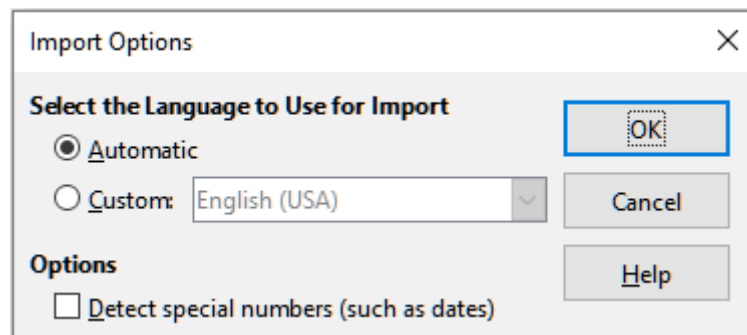 Import Options
Select the Language to Use for Import
Automatic
Custom: English (USA)
Options
Detect special numbers (such as dates)
OK
Cancel
Help